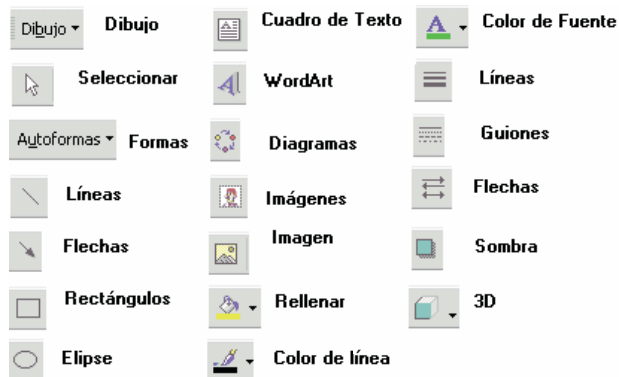 Dibujo Dibujo
Seleccionar
Autoformas Formas
Líneas
Flechas
Rectángulos
Elipse
Cuadro de Texto
WordArt
Diagramas
Imágenes
Imagen
Rellenar
Color de línea
Color de Fuente
Líneas
Guiones
Flechas
Sombra
3D